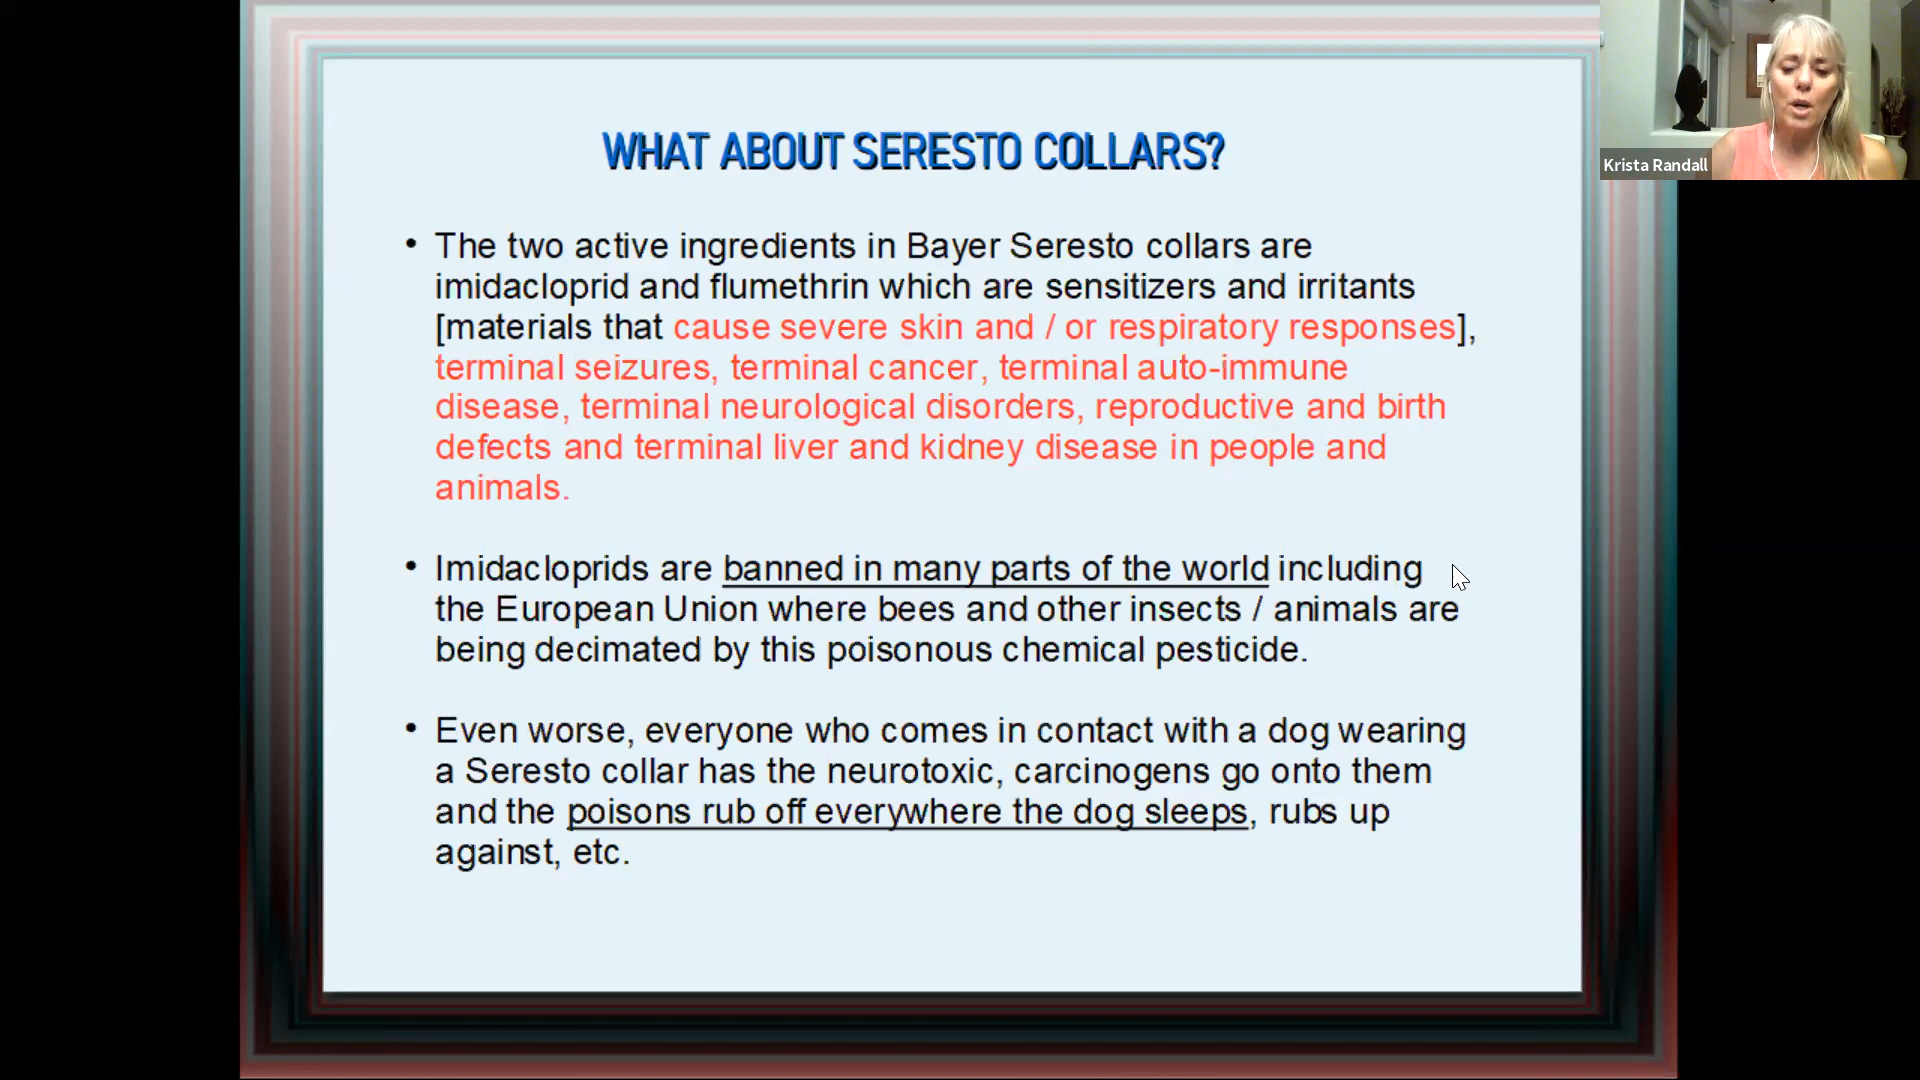 WHAT ABOUT SERESTO COLLARS?
• The two active ingredients in Bayer Seresto collars are
imidacloprid and flumethrin which are sensitizers and irritants
[materials that cause severe skin and / or respiratory responses],
terminal seizures, terminal cancer, terminal auto-immune
disease, terminal neurological disorders, reproductive and birth
defects and terminal liver and kidney disease in people and
animals.
• Imidacloprids are banned in many parts of the world including
the European Union where bees and other insects / animals are
being decimated by this poisonous chemical pesticide.
• Even worse, everyone who comes in contact with a dog wearing
a Seresto collar has the neurotoxic, carcinogens go onto them
and the poisons rub off everywhere the dog sleeps, rubs up
against, etc.
Krista Randall